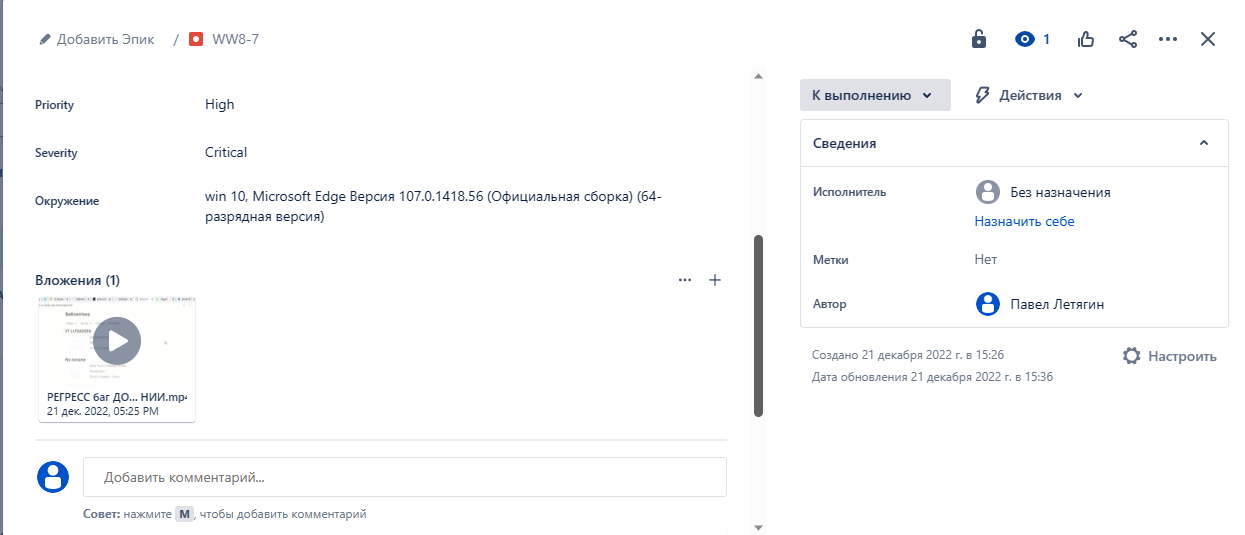 Добавить Эпик / WW8-7
1
Priority High
Severity Critical
Окружение win 10, Microsoft Edge Версия 107.0.1418.56 (Официальная сборка) (64-
разрядная версия)
Вложения (1)
Библиотека
РЕГРЕСС баг ДО... НИИ.mp4
21 дек. 2022, 05:25 PM
Добавить комментарий...
Совет: нажмите M, чтобы добавить комментарий
К выполнению Действия
Сведения
Исполнитель Без назначения
Назначить себе
Метки Нет
Автор Павел Летягин
Создано 21 декабря 2022 г. в 15:26
Настроить
Дата обновления 21 декабря 2022 г. в 15:36